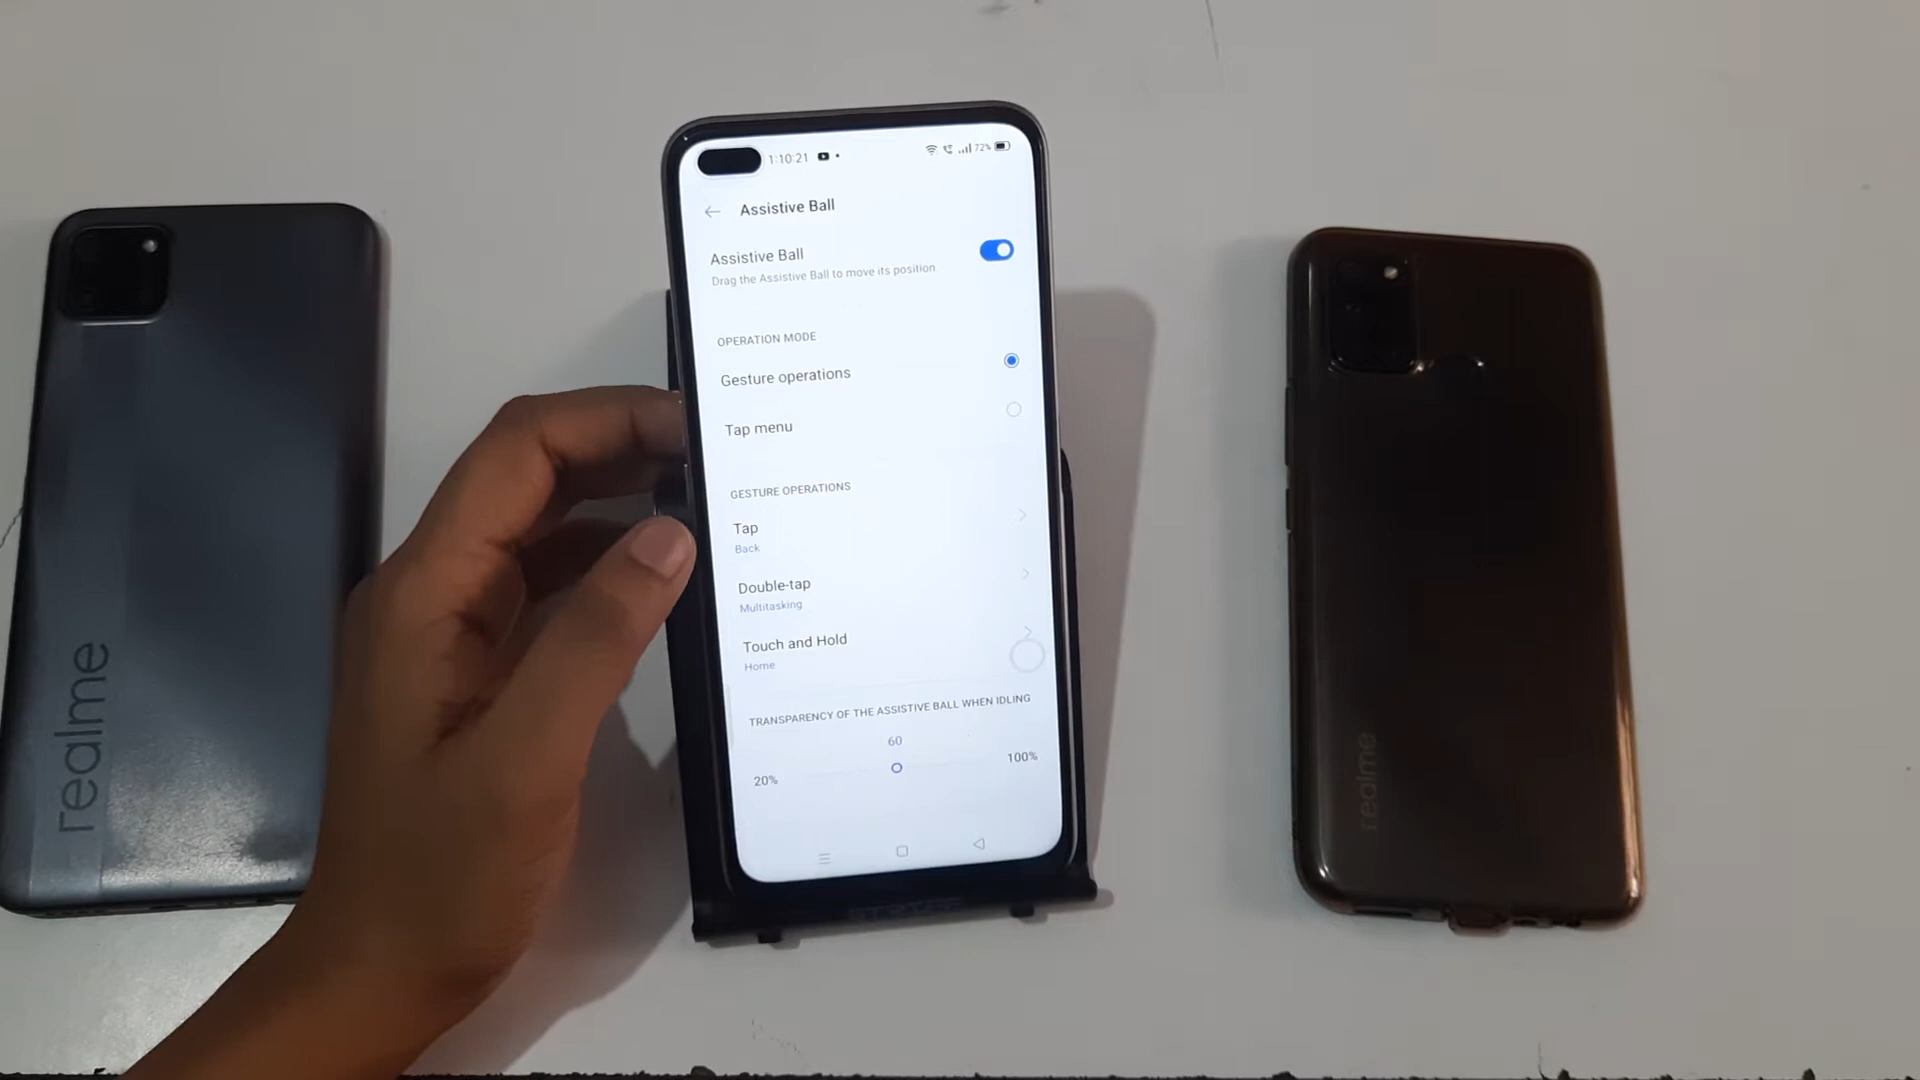 1:10:21
72%
Assistive Ball
Assistive Ball
Drag the Assistive Ball to move its position
OPERATION MODE
Gesture operations
Tap menu
GESTURE OPERATIONS
Tap
Back
Double-tap
Multitasking
Touch and Hold
Home
TRANSPARENCY OF THE ASSISTIVE BALL WHEN IDLING
60
20%
100%
realme
realme